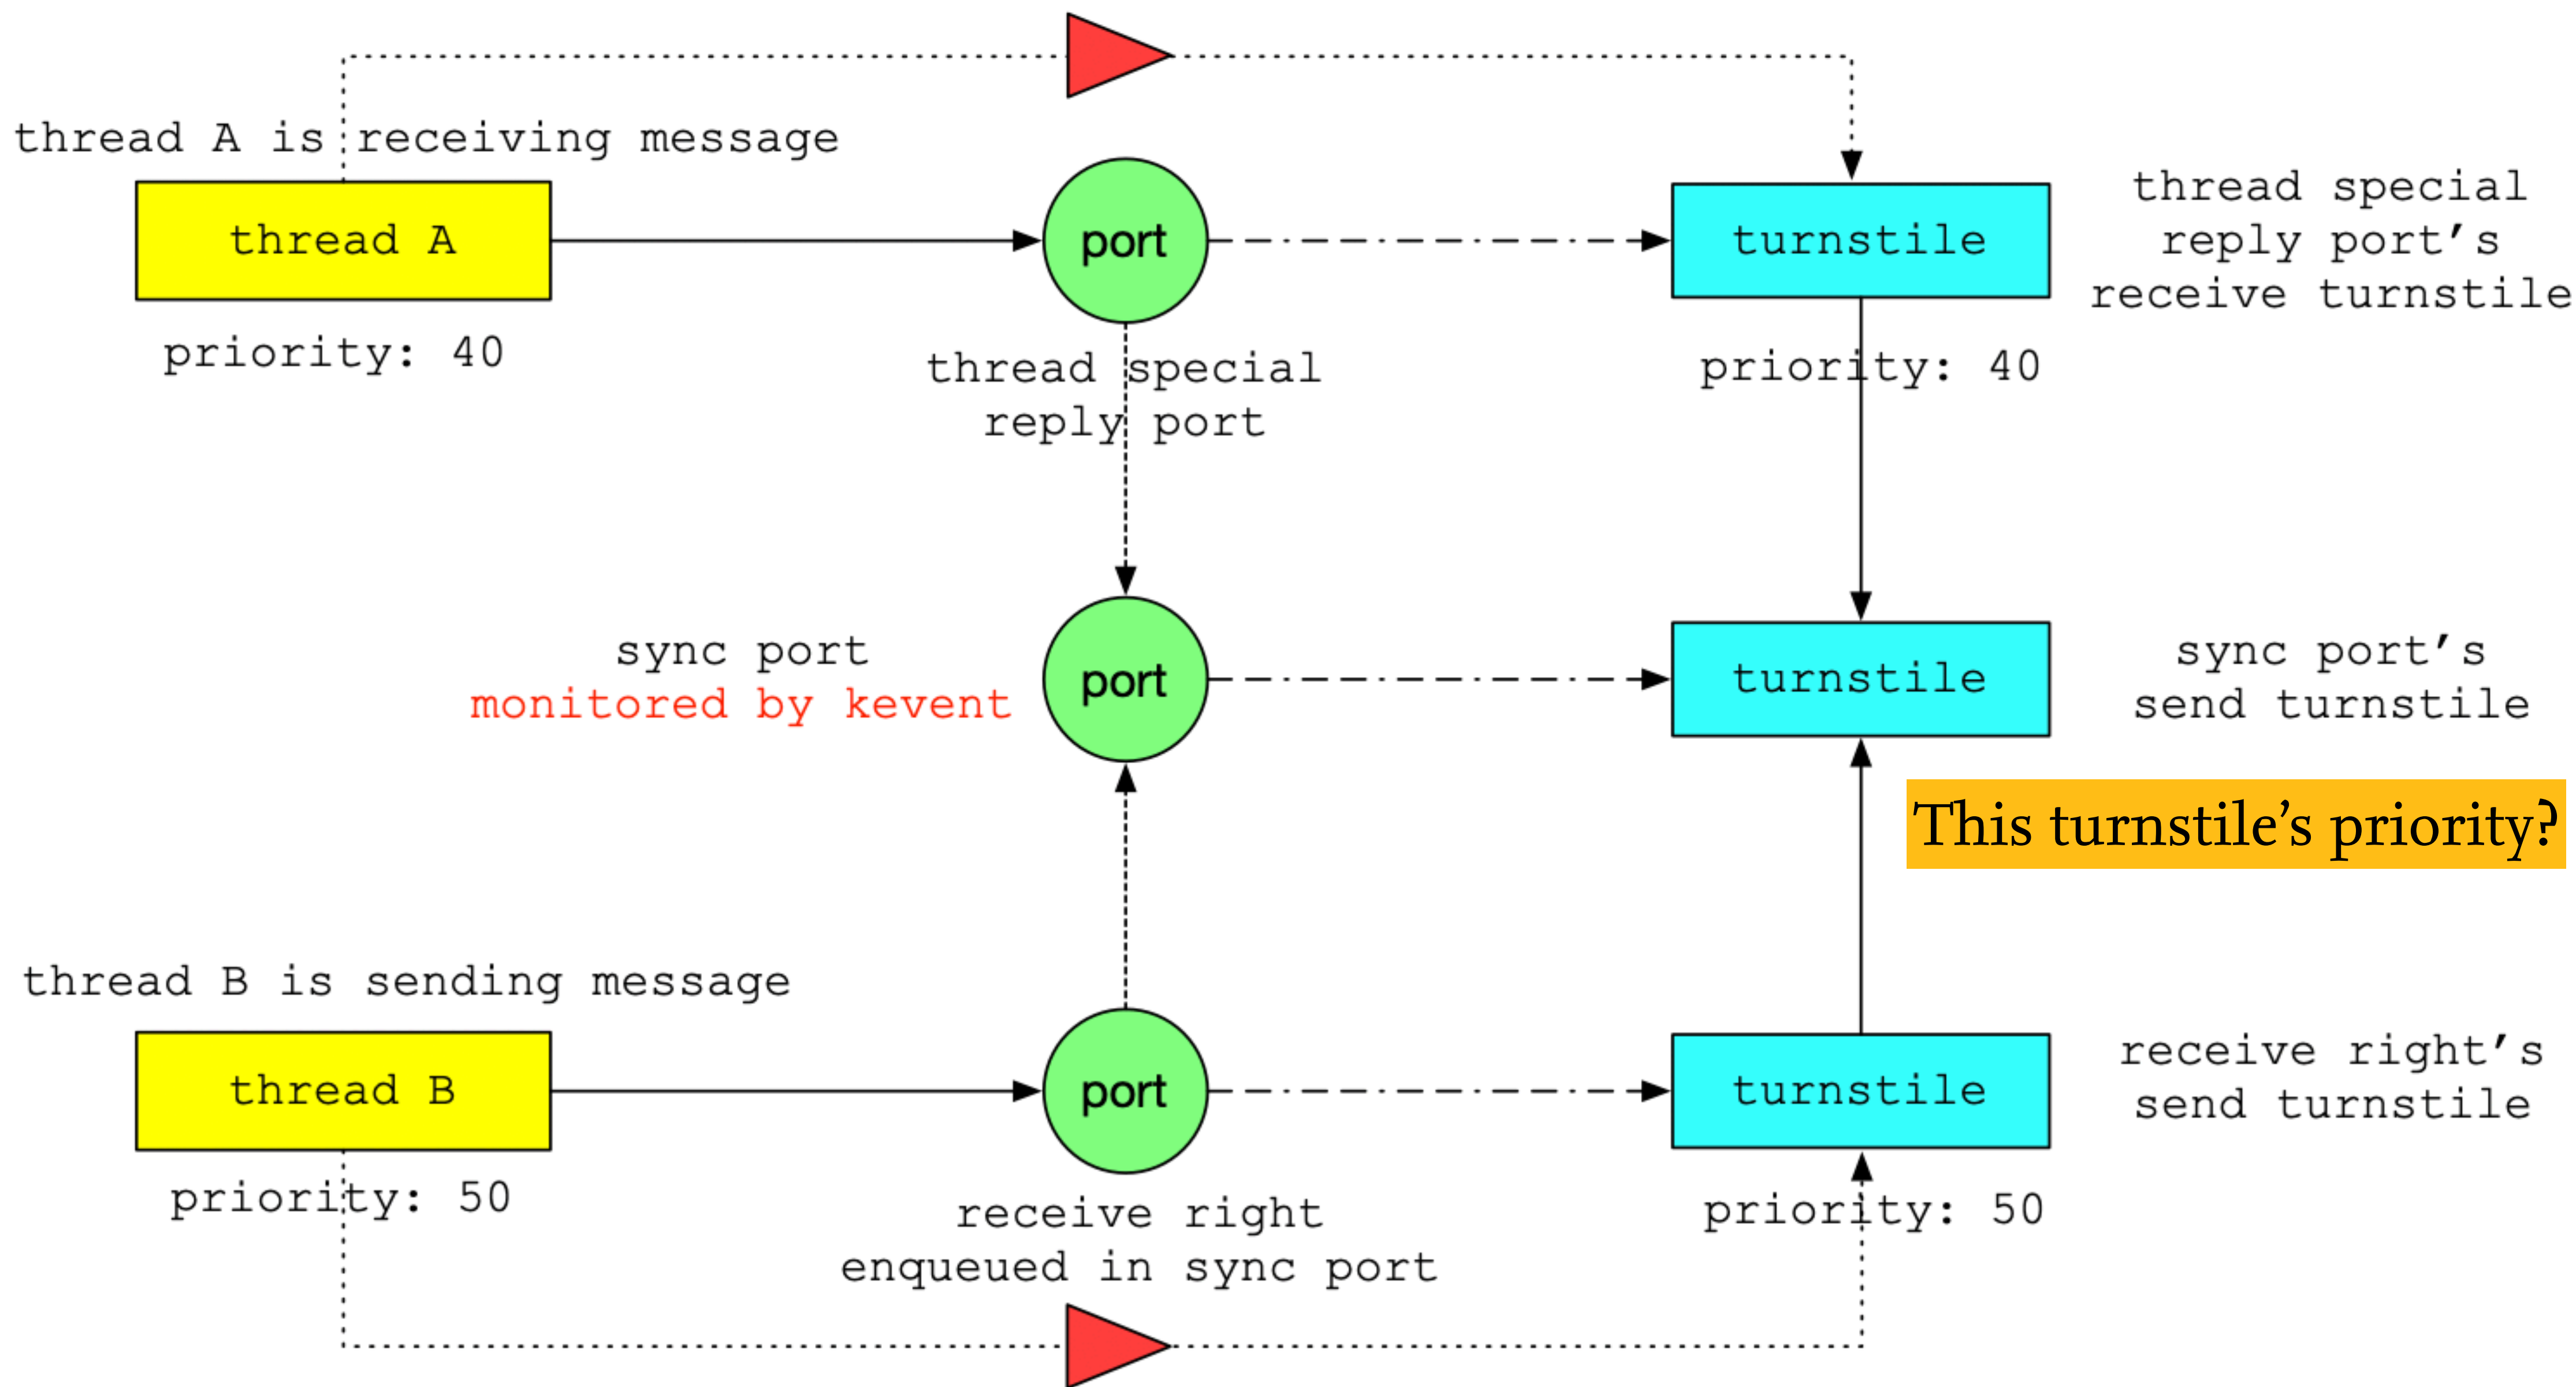 thread A is receiving message
thread A
priority: 40
port
thread special
reply port
turnstile
thread special
reply port’s
receive turnstile
priority: 40
sync port
monitored by kevent
port
turnstile
sync port’s
send turnstile
This turnstile’s priority?
thread B is sending message
thread B
priority: 50
port
receive right
enqueued in sync port
turnstile
receive right’s
send turnstile
priority: 50